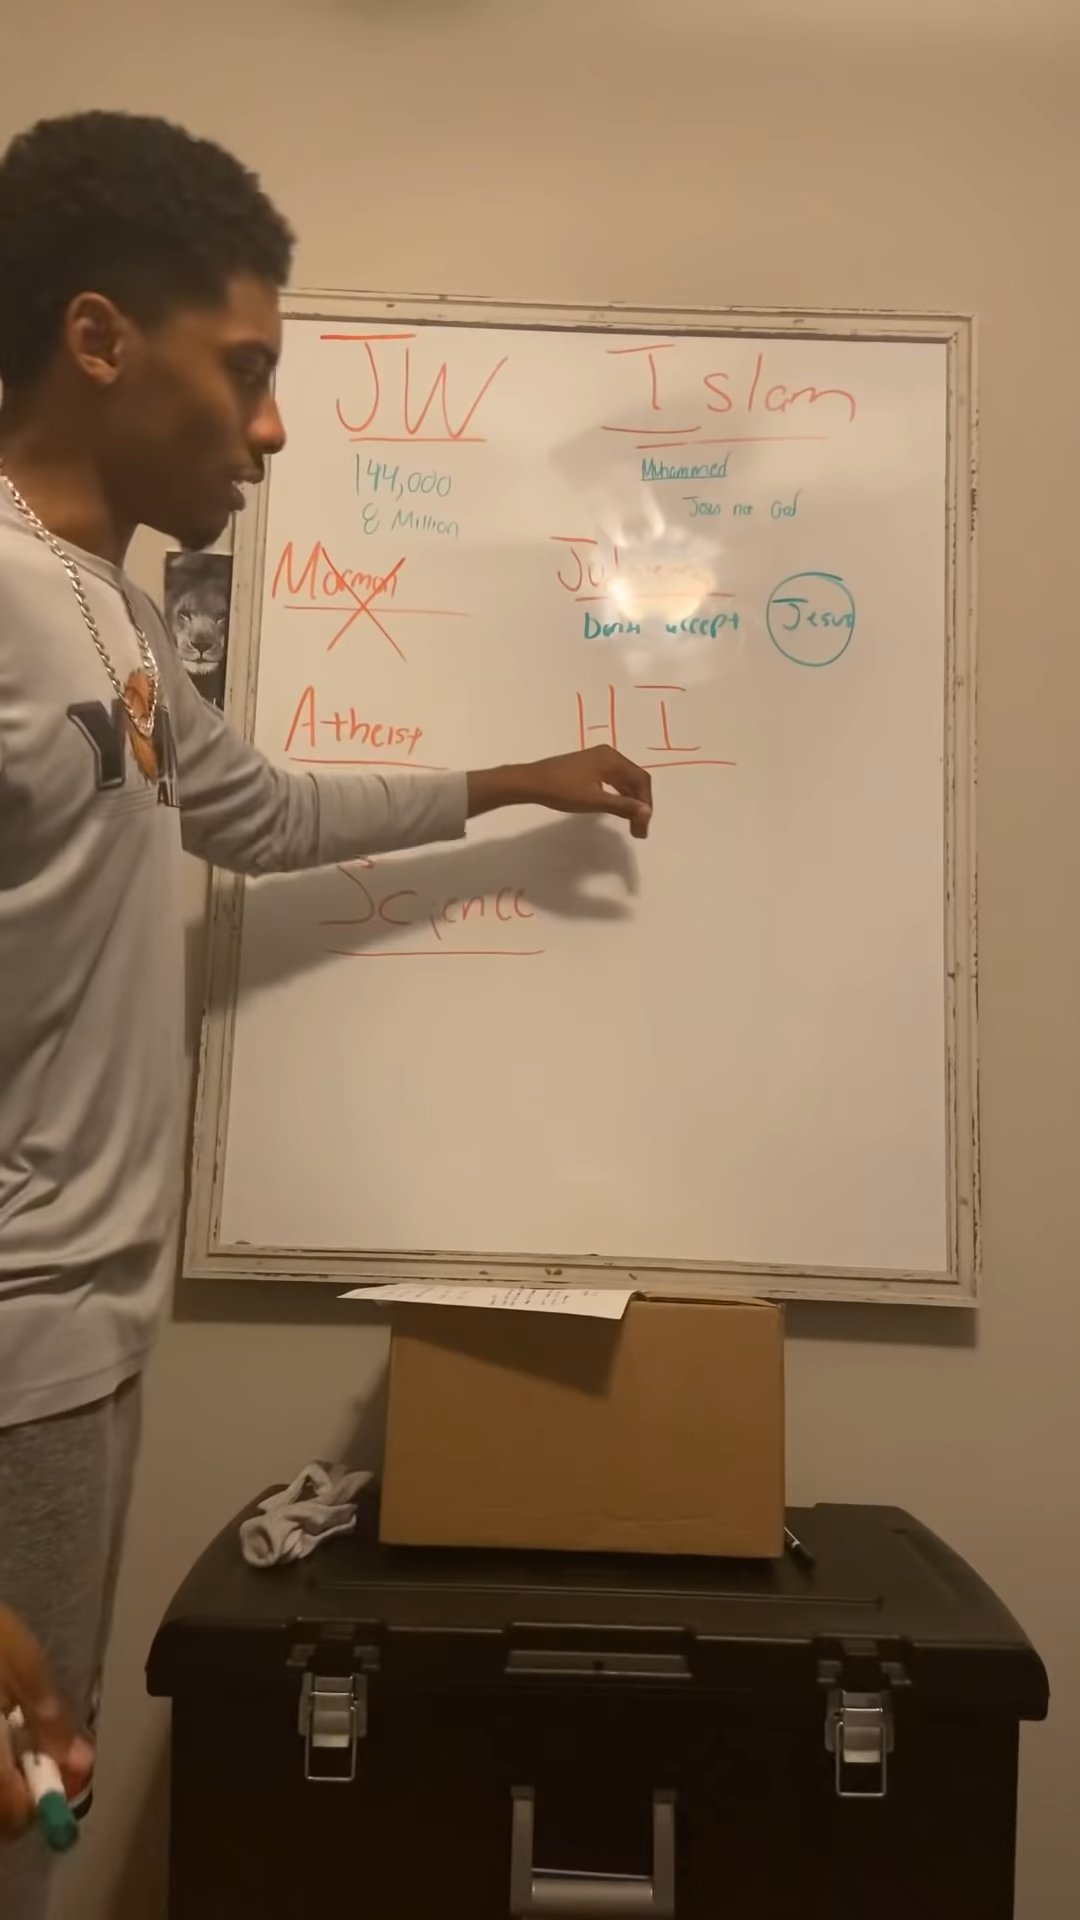 JW
Islam
144,000
8 Million
Muhammed
Jesus not God
Mormon
Don't accept
Jesus
Atheist
HI
Science